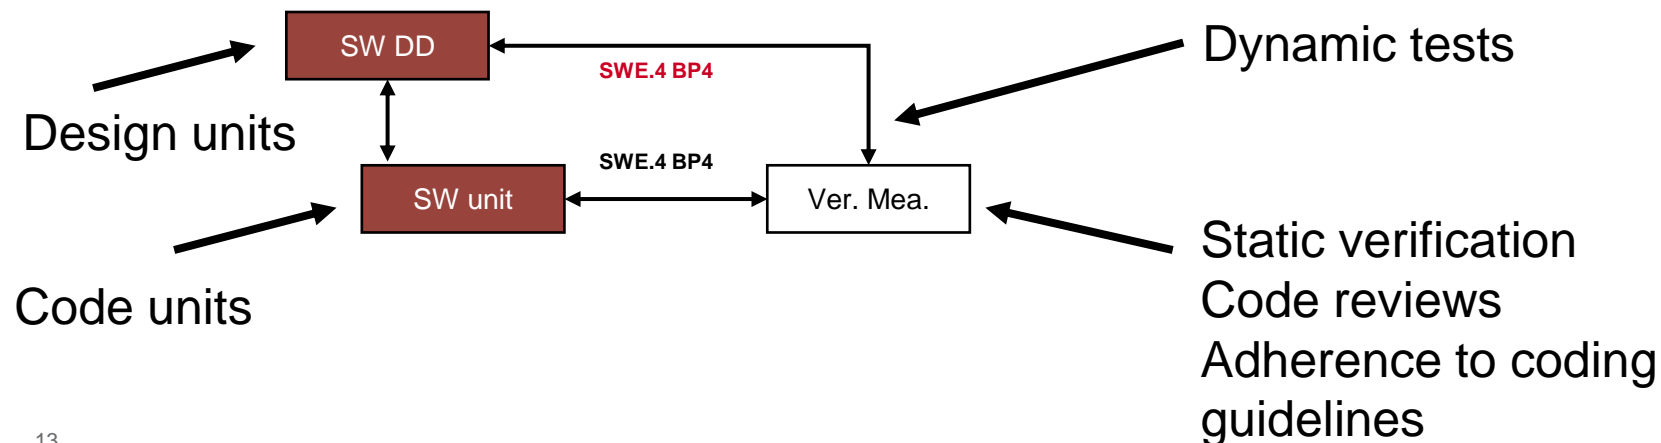 SW DD
SWE.4 BP4
Dynamic tests
Design units
SWE.4 BP4
SW unit
Ver. Mea.
Code units
Static verification
Code reviews
Adherence to coding
guidelines
13